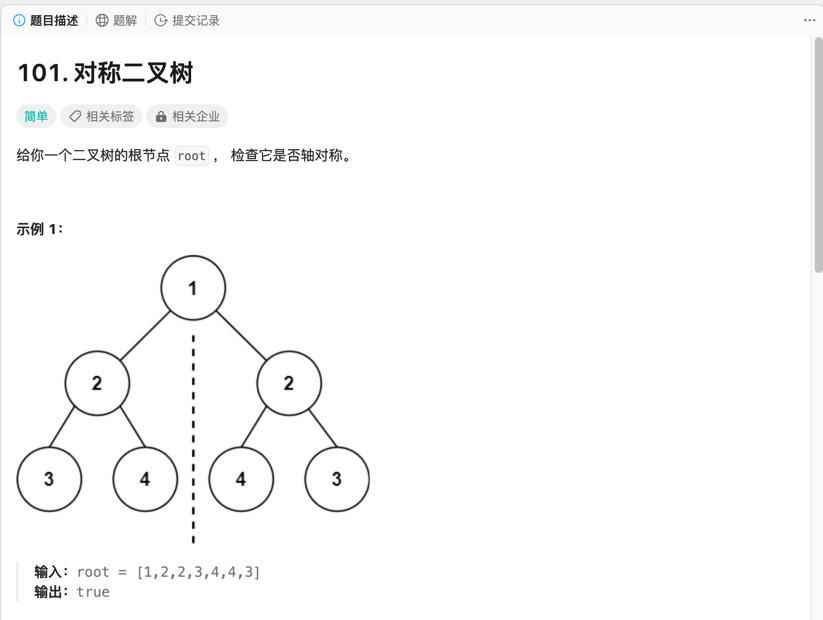 题目描述 题解 提交记录
101. 对称二叉树
简单 相关标签 相关企业
给你一个二叉树的根节点 root ， 检查它是否轴对称。
示例 1：
1
2 2
3 4 4 3
输入：root = [1,2,2,3,4,4,3]
输出：true